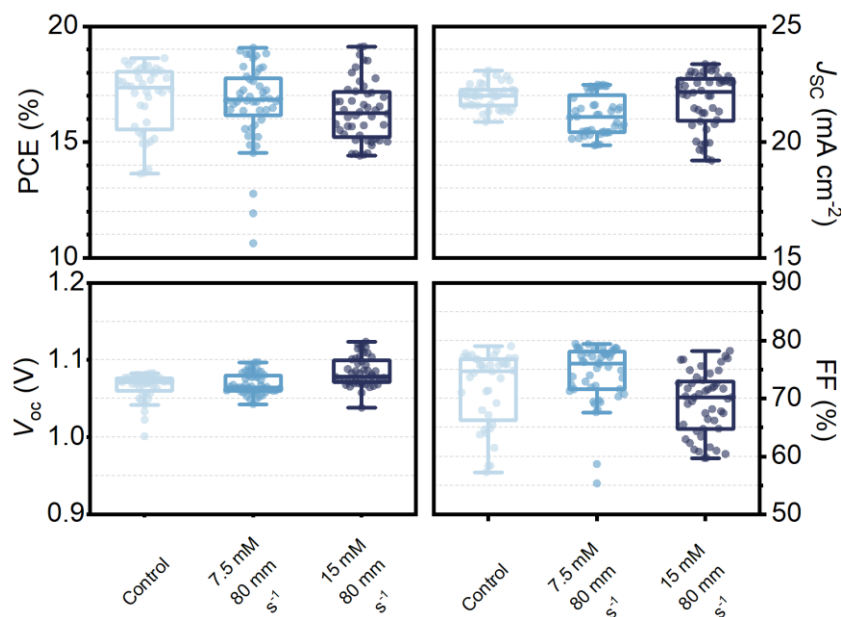 20
15
10
PCE (%)
25
20
15
J_SC (mA cm⁻²)
1.2
1.1
1.0
0.9
V_oc (V)
90
80
70
60
50
FF (%)
Control
7.5 mM
80 mm
s⁻¹
15 mM
80 mm
s⁻¹
Control
7.5 mM
80 mm
s⁻¹
15 mM
80 mm
s⁻¹